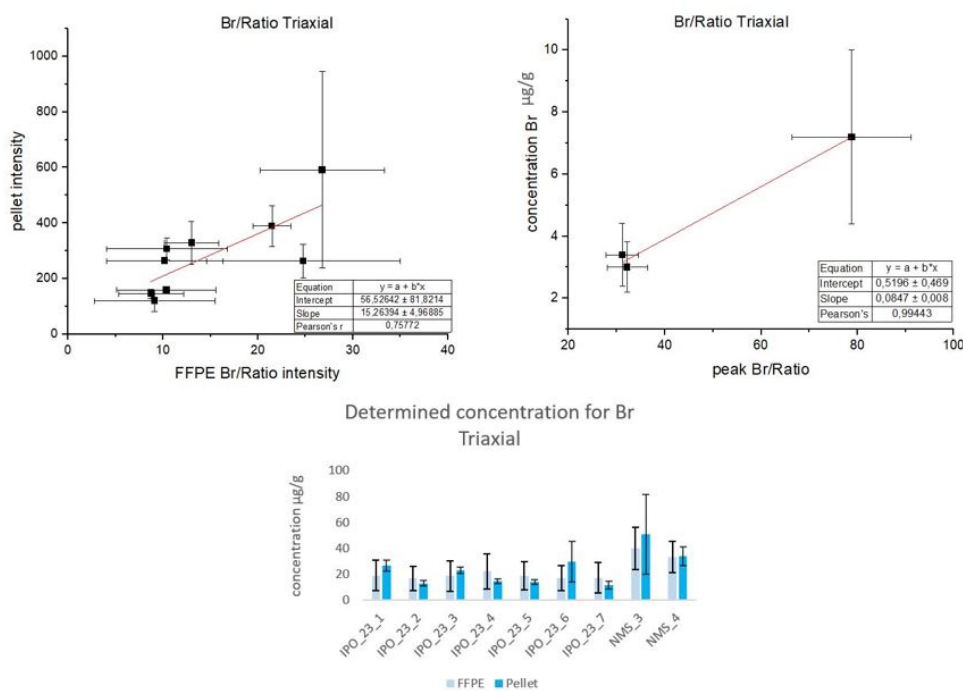 Br/Ratio Triaxial
1000
800
600
400
200
0
pellet intensity
0 10 20 30 40
FFPE Br/Ratio intensity
Equation y = a + b*x
Intercept 56,52642 ± 81,8214
Slope 15,26394 ± 4,96885
Pearson's r 0,75772
Br/Ratio Triaxial
10
8
6
4
2
concentration Br µg/g
20 40 60 80 100
peak Br/Ratio
Equation y = a + b*x
Intercept 0,5196 ± 0,469
Slope 0,0847 ± 0,008
Pearson's 0,99443
Determined concentration for Br
Triaxial
100
80
60
40
20
0
concentration µg/g
IPO_23_1
IPO_23_2
IPO_23_3
IPO_23_4
IPO_23_5
IPO_23_6
IPO_23_7
NMS_3
NMS_4
FFPE Pellet